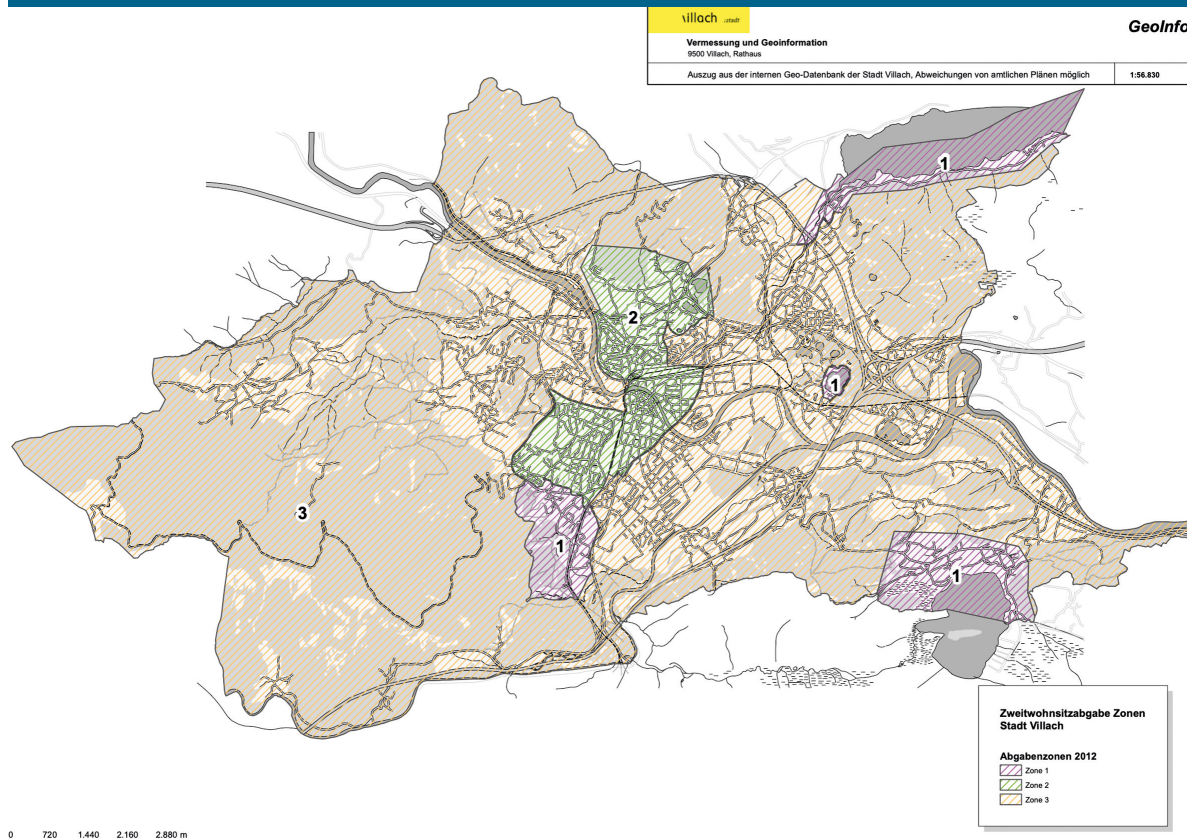 villach :stadt
GeoInfo
Vermessung und Geoinformation
9500 Villach, Rathaus
Auszug aus der internen Geo-Datenbank der Stadt Villach, Abweichungen von amtlichen Plänen möglich
1:56.830
1
2
1
3
1
1
Zweitwohnsitzabgabe Zonen
Stadt Villach
Abgabenzonen 2012
Zone 1
Zone 2
Zone 3
0 720 1.440 2.160 2.880 m